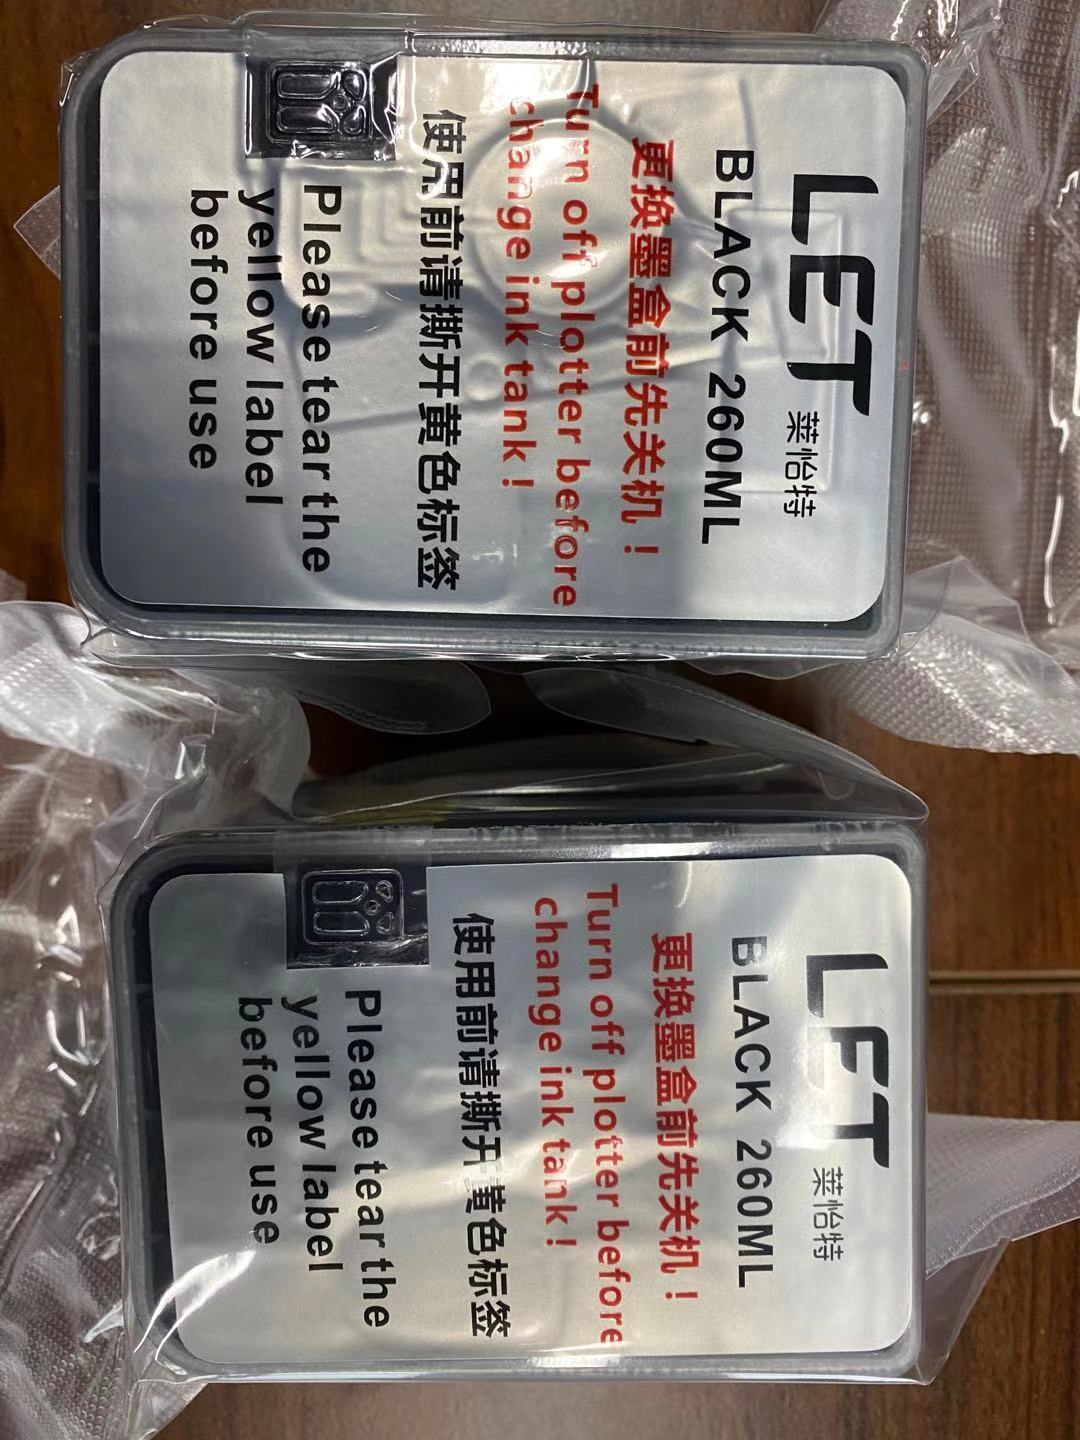 LET 莱怡特
BLACK 260ML
更换墨盒前先关机！
Turn off plotter before
change ink tank!
使用前请撕开黄色标签
Please tear the
yellow label
before use
LET 莱怡特
BLACK 260ML
更换墨盒前先关机！
Turn off plotter before
change ink tank!
使用前请撕开黄色标签
Please tear the
yellow label
before use